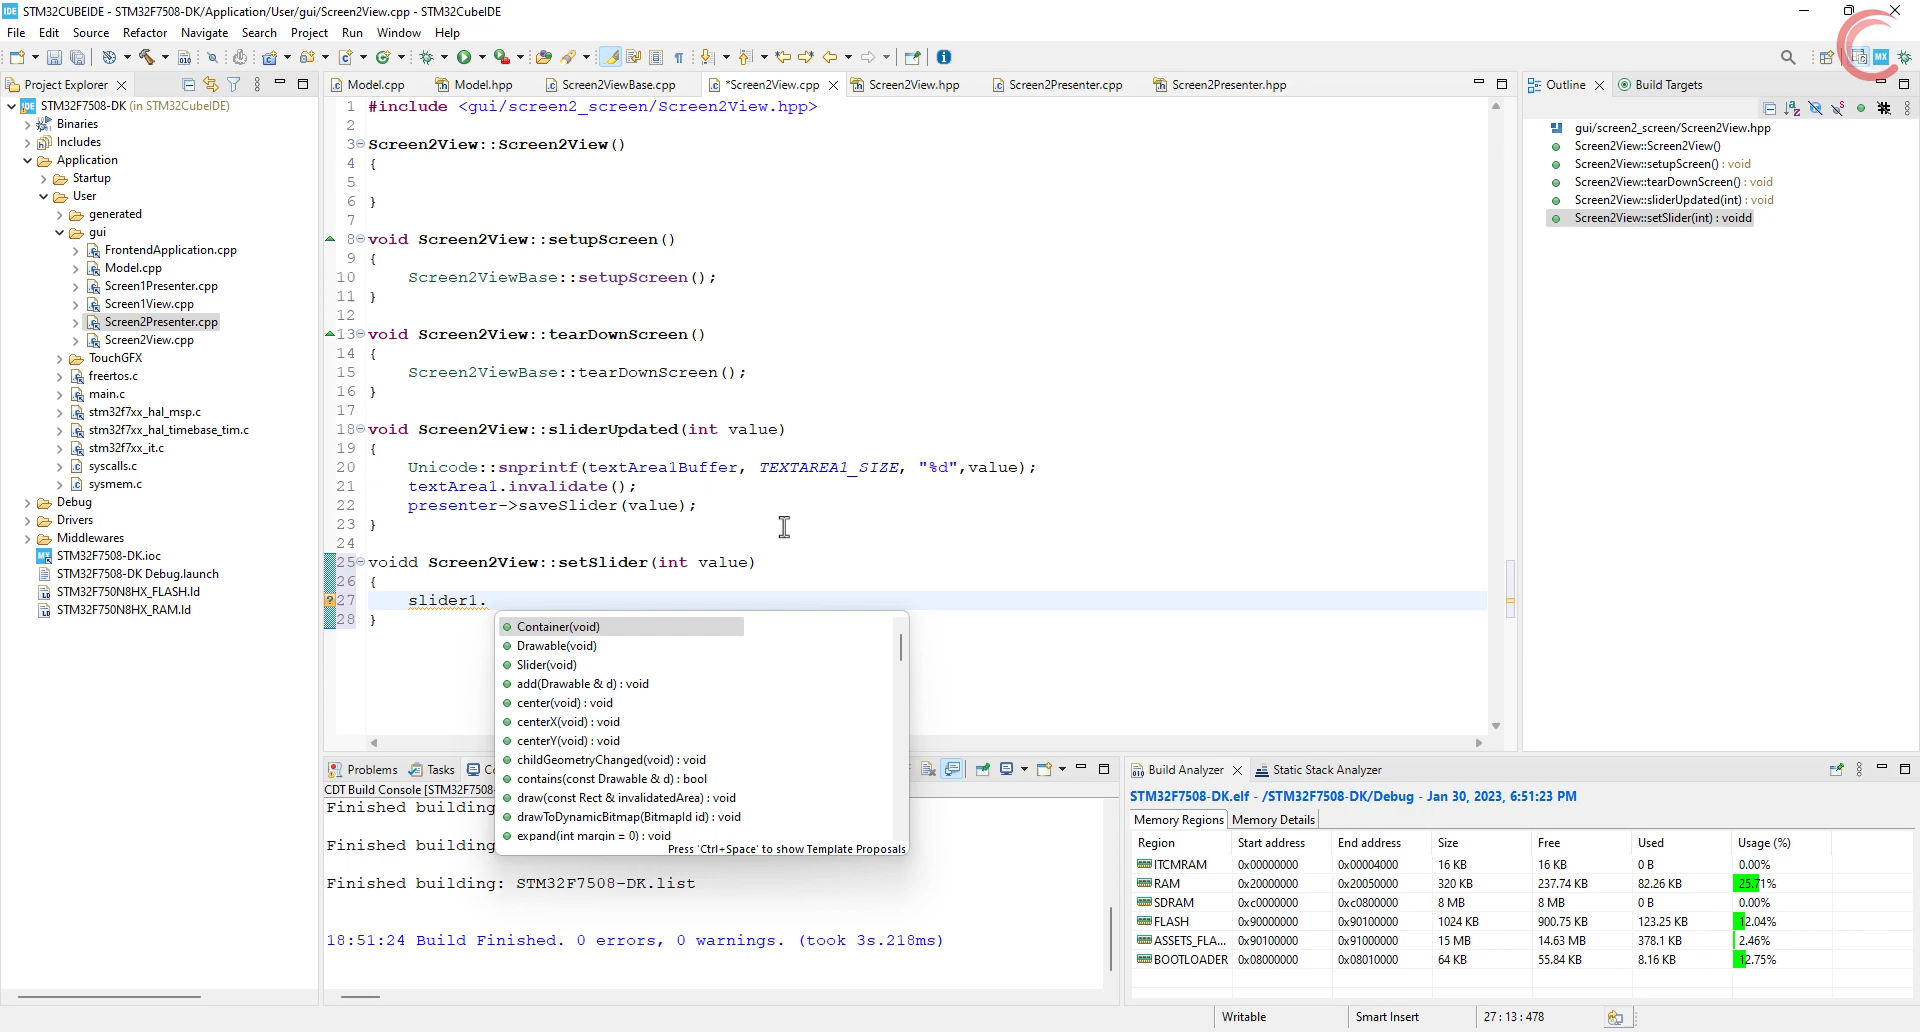 STM32CUBEIDE - STM32F7508-DK/Application/User/gui/Screen2View.cpp - STM32CubeIDE
File Edit Source Refactor Navigate Search Project Run Window Help
Project Explorer
STM32F7508-DK (in STM32CubeIDE)
Binaries
Includes
Application
Startup
User
generated
gui
FrontendApplication.cpp
Model.cpp
Screen1Presenter.cpp
Screen1View.cpp
Screen2Presenter.cpp
Screen2View.cpp
TouchGFX
freertos.c
main.c
stm32f7xx_hal_msp.c
stm32f7xx_hal_timebase_tim.c
stm32f7xx_it.c
syscalls.c
sysmem.c
Debug
Drivers
Middlewares
STM32F7508-DK.ioc
STM32F7508-DK Debug.launch
STM32F750N8HX_FLASH.ld
STM32F750N8HX_RAM.ld
Model.cpp Model.hpp Screen2ViewBase.cpp *Screen2View.cpp Screen2View.hpp Screen2Presenter.cpp Screen2Presenter.hpp
1 #include <gui/screen2_screen/Screen2View.hpp>
2
3 Screen2View::Screen2View()
4 {
5
6 }
7
8 void Screen2View::setupScreen()
9 {
10 Screen2ViewBase::setupScreen();
11 }
12
13 void Screen2View::tearDownScreen()
14 {
15 Screen2ViewBase::tearDownScreen();
16 }
17
18 void Screen2View::sliderUpdated(int value)
19 {
20 Unicode::snprintf(textArea1Buffer, TEXTAREA1_SIZE, "%d",value);
21 textArea1.invalidate();
22 presenter->saveSlider(value);
23 }
24
25 voidd Screen2View::setSlider(int value)
26 {
27 slider1.
28 }
Container(void)
Drawable(void)
Slider(void)
add(Drawable & d) : void
center(void) : void
centerX(void) : void
centerY(void) : void
childGeometryChanged(void) : void
contains(const Drawable & d) : bool
draw(const Rect & invalidatedArea) : void
drawToDynamicBitmap(BitmapId id) : void
expand(int margin = 0) : void
Press 'Ctrl+Space' to show Template Proposals
Outline Build Targets
gui/screen2_screen/Screen2View.hpp
Screen2View::Screen2View()
Screen2View::setupScreen() : void
Screen2View::tearDownScreen() : void
Screen2View::sliderUpdated(int) : void
Screen2View::setSlider(int) : voidd
Problems Tasks Co
CDT Build Console [STM32F7508
Finished building
Finished building
Finished building: STM32F7508-DK.list
18:51:24 Build Finished. 0 errors, 0 warnings. (took 3s.218ms)
Build Analyzer Static Stack Analyzer
STM32F7508-DK.elf - /STM32F7508-DK/Debug - Jan 30, 2023, 6:51:23 PM
Memory Regions Memory Details
Region Start address End address Size Free Used Usage (%)
ITCMRAM 0x00000000 0x00004000 16 KB 16 KB 0 B 0.00%
RAM 0x20000000 0x20050000 320 KB 237.74 KB 82.26 KB 25.71%
SDRAM 0xc0000000 0xc0800000 8 MB 8 MB 0 B 0.00%
FLASH 0x90000000 0x90100000 1024 KB 900.75 KB 123.25 KB 12.04%
ASSETS_FLA... 0x90100000 0x91000000 15 MB 14.63 MB 378.1 KB 2.46%
BOOTLOADER 0x08000000 0x08010000 64 KB 55.84 KB 8.16 KB 12.75%
Writable Smart Insert 27 : 13 : 478